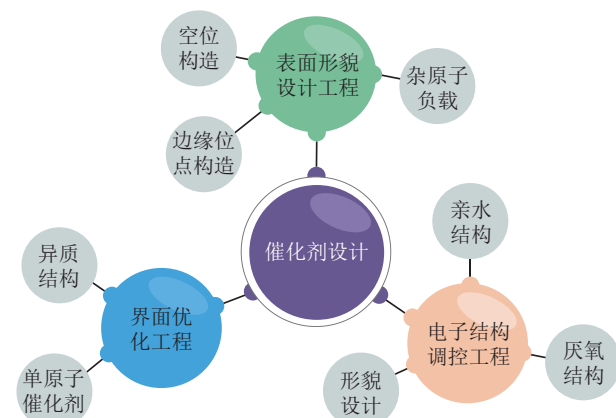 空位
构造
表面形貌
设计工程
杂原子
负载
边缘位
点构造
催化剂设计
亲水
结构
异质
结构
界面优
化工程
电子结构
调控工程
厌氧
结构
单原子
催化剂
形貌
设计